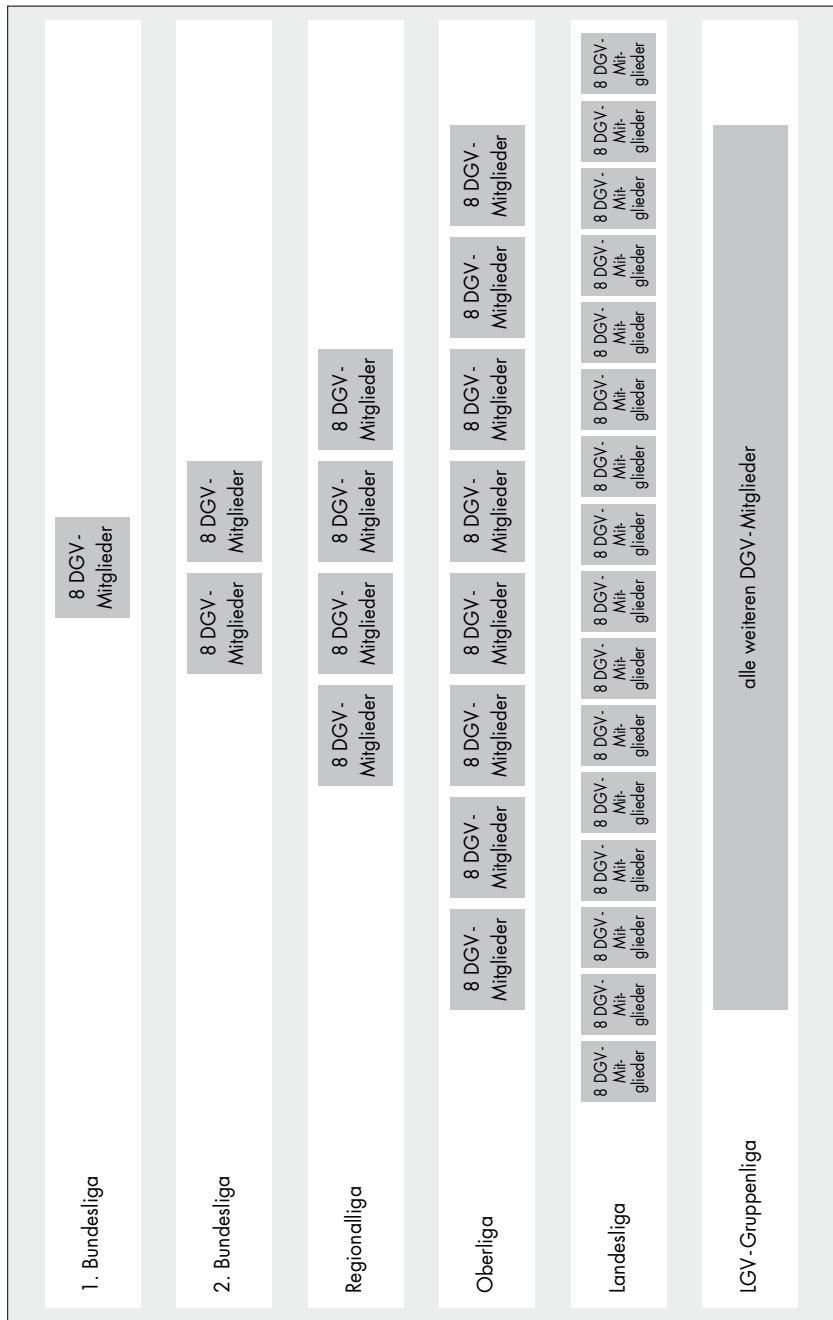 1. Bundesliga
8 DGV -
Mitglieder
2. Bundesliga
8 DGV -
Mitglieder
8 DGV -
Mitglieder
Regionalliga
8 DGV -
Mitglieder
8 DGV -
Mitglieder
8 DGV -
Mitglieder
8 DGV -
Mitglieder
Oberliga
8 DGV -
Mitglieder
8 DGV -
Mitglieder
8 DGV -
Mitglieder
8 DGV -
Mitglieder
8 DGV -
Mitglieder
8 DGV -
Mitglieder
8 DGV -
Mitglieder
8 DGV -
Mitglieder
Landesliga
8 DGV -
Mit-
glieder
8 DGV -
Mit-
glieder
8 DGV -
Mit-
glieder
8 DGV -
Mit-
glieder
8 DGV -
Mit-
glieder
8 DGV -
Mit-
glieder
8 DGV -
Mit-
glieder
8 DGV -
Mit-
glieder
8 DGV -
Mit-
glieder
8 DGV -
Mit-
glieder
8 DGV -
Mit-
glieder
8 DGV -
Mit-
glieder
8 DGV -
Mit-
glieder
8 DGV -
Mit-
glieder
8 DGV -
Mit-
glieder
8 DGV -
Mit-
glieder
LGV - Gruppenliga
alle weiteren DGV - Mitglieder